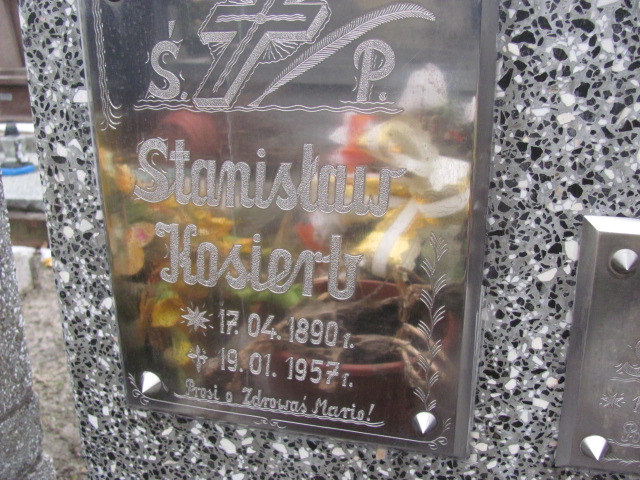 Ś. P.
Stanisław
Kosierb
* 17. 04. 1890 r.
✝ 19. 01. 1957 r.
Prosi o Zdrowaś Mario!